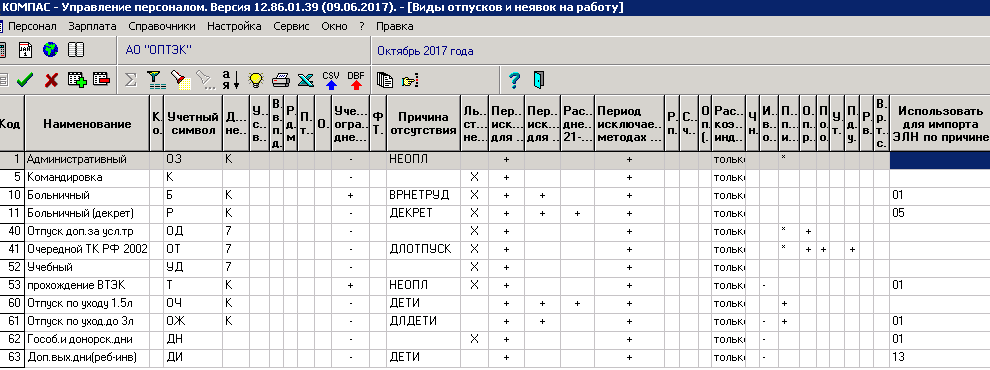 КОМПАС - Управление персоналом. Версия 12.86.01.39 (09.06.2017). - [Виды отпусков и неявок на работу]
Персонал Зарплата Справочники Настройка Сервис Окно ? Правка
АО "ОПТЭК" Октябрь 2017 года
Σ а я CSV DBF ?
Код Наименование К. о. Учетный символ Д... не... У. с. в. В. п. д. Р. д. м П. т. О. Уче... огра... дне... Ф Т. Причина отсутствия Ль... ст... Пер... иск... для ... Пер... иск... для ... Рас... дне... 21-... Период исключае... методах ... Рас... коэ... инд... Использовать для импорта ЭЛН по причине
1 Административный ОЗ К - НЕОПЛ + + только *
5 Командировка К - X + + только
10 Больничный Б К + ВРНЕТРУД X + + + только 01
11 Больничный (декрет) Р К - ДЕКРЕТ X + + + + только 05
40 Отпуск доп.за усл.тр ОД 7 - X + + только * +
41 Очередной ТК РФ 2002 ОТ 7 - ДЛОТПУСК X + + только * + + +
52 Учебный УД 7 - X + + только
53 прохождение ВТЭК Т К + НЕОПЛ X + + только - 01
60 Отпуск по уходу 1.5л ОЧ К - ДЕТИ + + + + только +
61 Отпуск по уход.до 3л ОЖ К - ДЛДЕТИ + + + только - + 01
62 Гособ.и донорск.дни ДН - X + + только - 01
63 Доп.вых.дни(реб-инв) ДИ - ДЕТИ + + только - 13